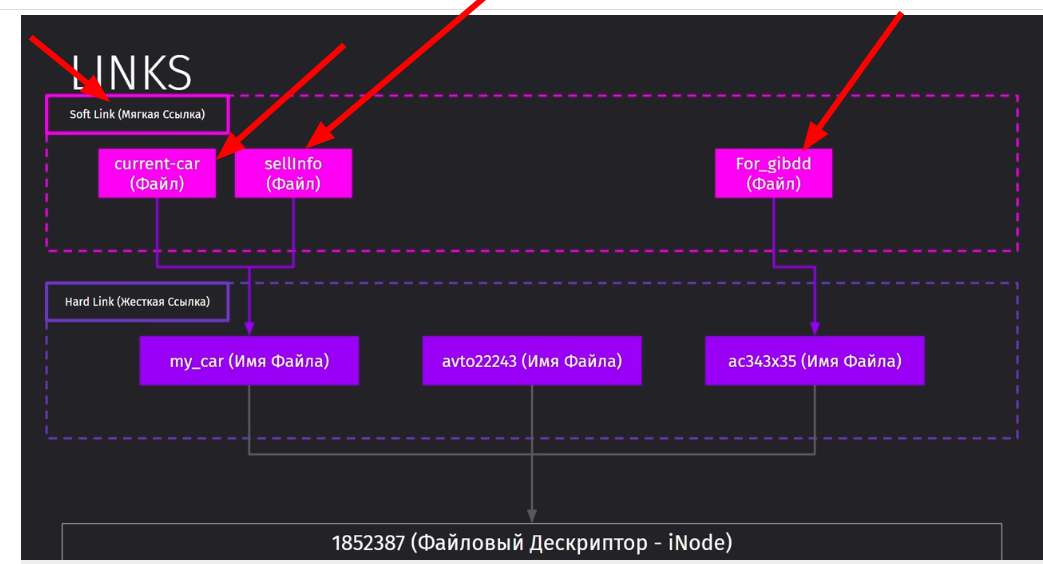 LINKS
Soft Link (Мягкая Ссылка)
current-car
(Файл)
sellInfo
(Файл)
For_gibdd
(Файл)
Hard Link (Жесткая Ссылка)
my_car (Имя Файла)
avto22243 (Имя Файла)
ac343x35 (Имя Файла)
1852387 (Файловый Дескриптор - iNode)